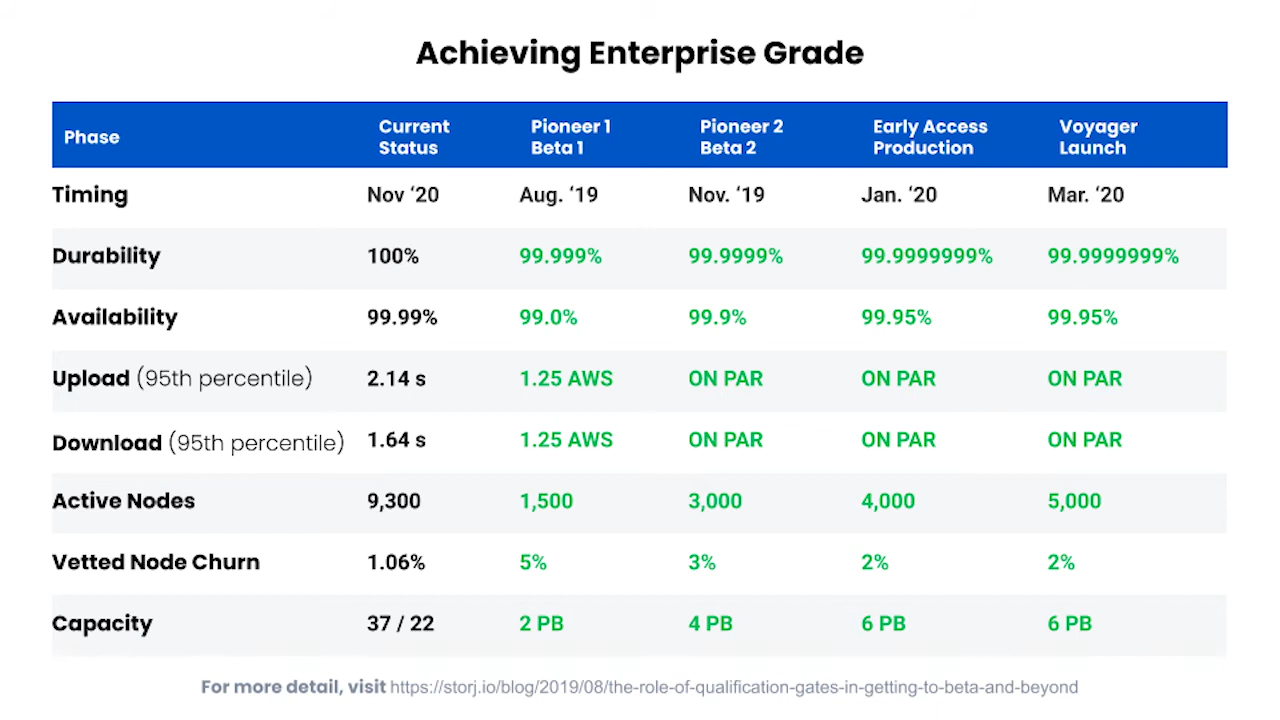 Achieving Enterprise Grade
Phase Current Status Pioneer 1 Beta 1 Pioneer 2 Beta 2 Early Access Production Voyager Launch
Timing Nov ‘20 Aug. ‘19 Nov. ‘19 Jan. ‘20 Mar. ‘20
Durability 100% 99.999% 99.9999% 99.9999999% 99.9999999%
Availability 99.99% 99.0% 99.9% 99.95% 99.95%
Upload (95th percentile) 2.14 s 1.25 AWS ON PAR ON PAR ON PAR
Download (95th percentile) 1.64 s 1.25 AWS ON PAR ON PAR ON PAR
Active Nodes 9,300 1,500 3,000 4,000 5,000
Vetted Node Churn 1.06% 5% 3% 2% 2%
Capacity 37 / 22 2 PB 4 PB 6 PB 6 PB
For more detail, visit https://storj.io/blog/2019/08/the-role-of-qualification-gates-in-getting-to-beta-and-beyond